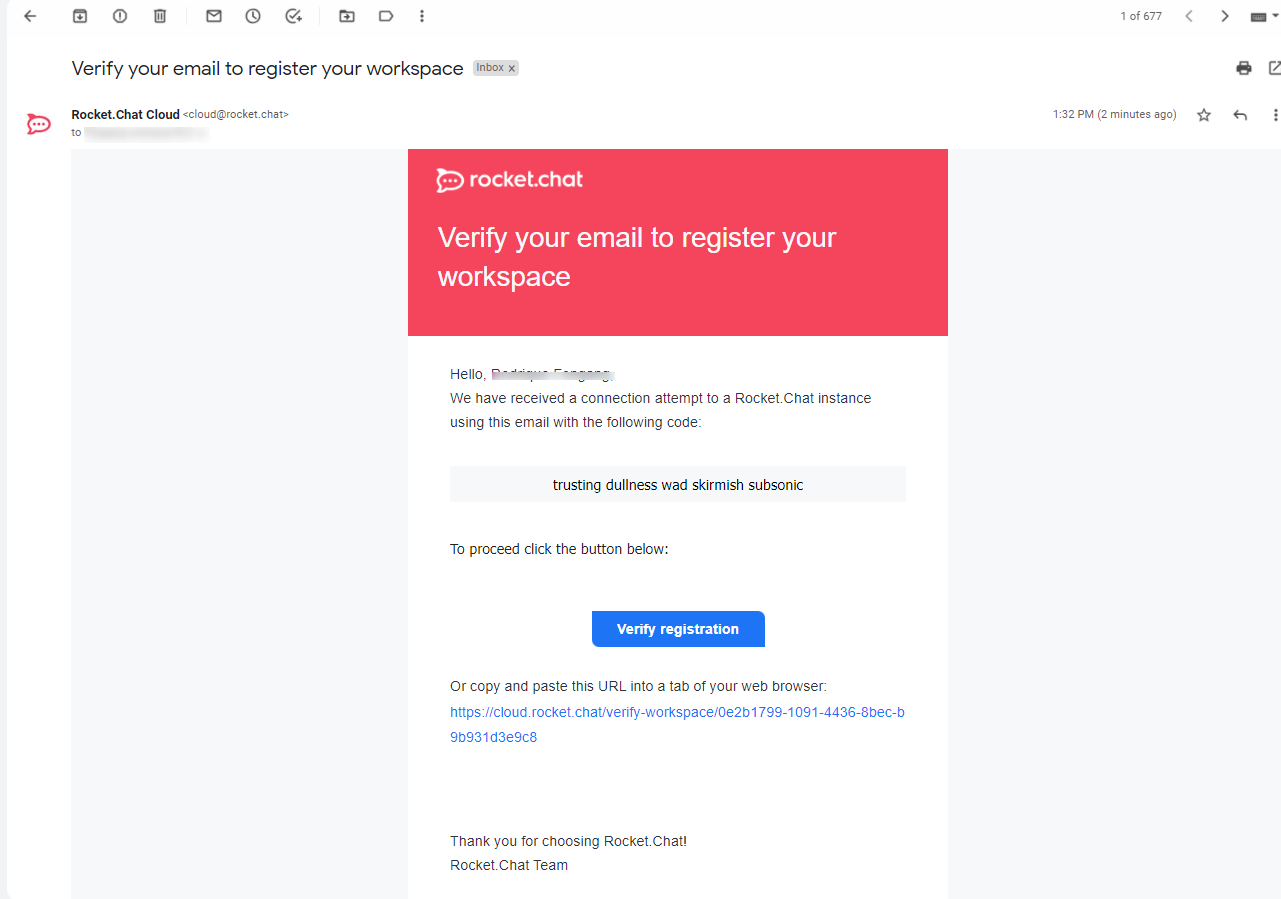 1 of 677
Verify your email to register your workspace Inbox x
Rocket.Chat Cloud <cloud@rocket.chat> 1:32 PM (2 minutes ago)
to
rocket.chat
Verify your email to register your
workspace
Hello,
We have received a connection attempt to a Rocket.Chat instance
using this email with the following code:
trusting dullness wad skirmish subsonic
To proceed click the button below:
Verify registration
Or copy and paste this URL into a tab of your web browser:
https://cloud.rocket.chat/verify-workspace/0e2b1799-1091-4436-8bec-b
9b931d3e9c8
Thank you for choosing Rocket.Chat!
Rocket.Chat Team